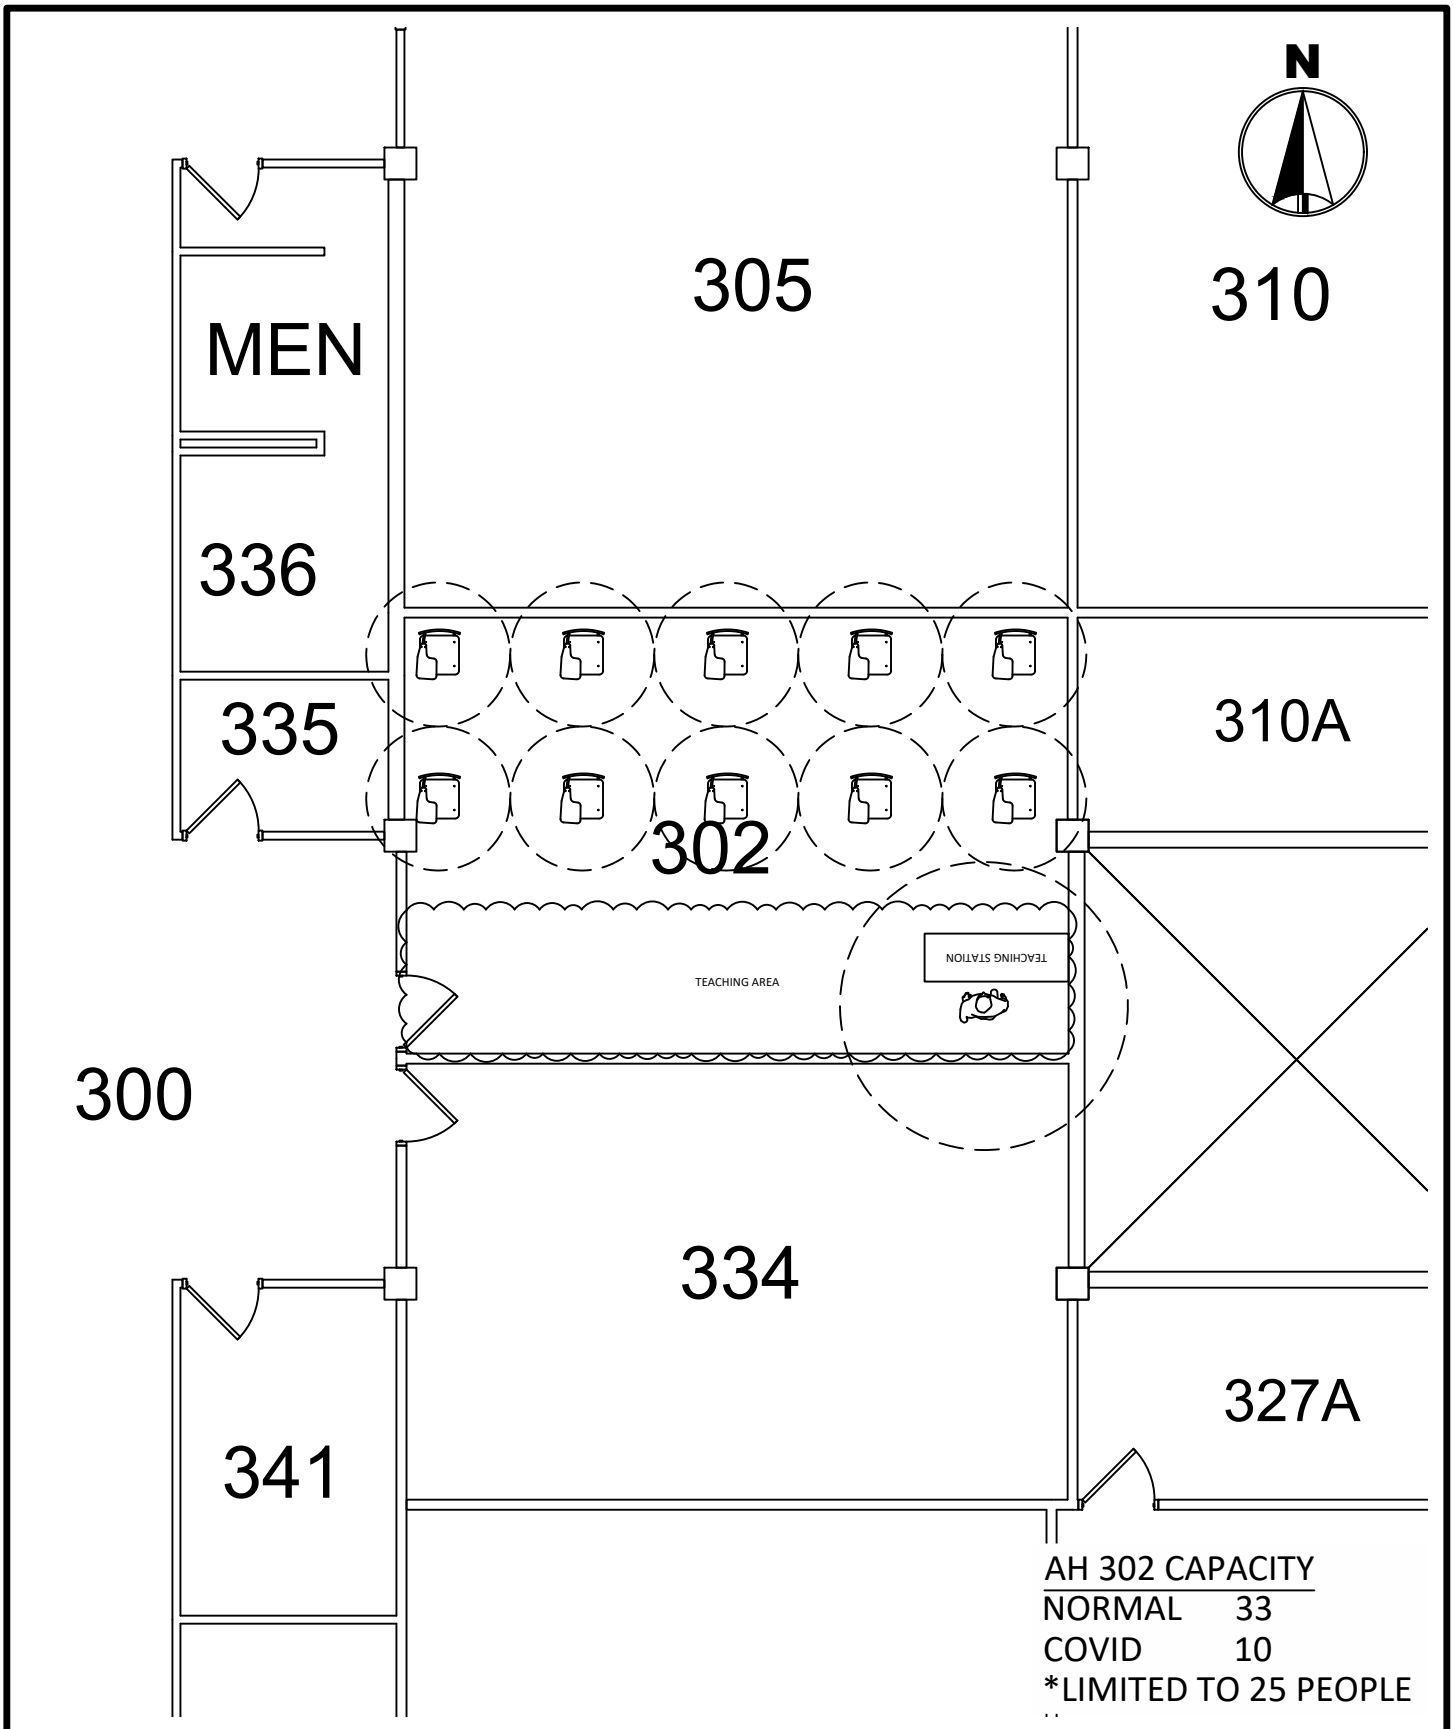 N
305
310
MEN
336
335
310A
302
TEACHING STATION
TEACHING AREA
300
334
327A
341
AH 302 CAPACITY
NORMAL 33
COVID 10
*LIMITED TO 25 PEOPLE